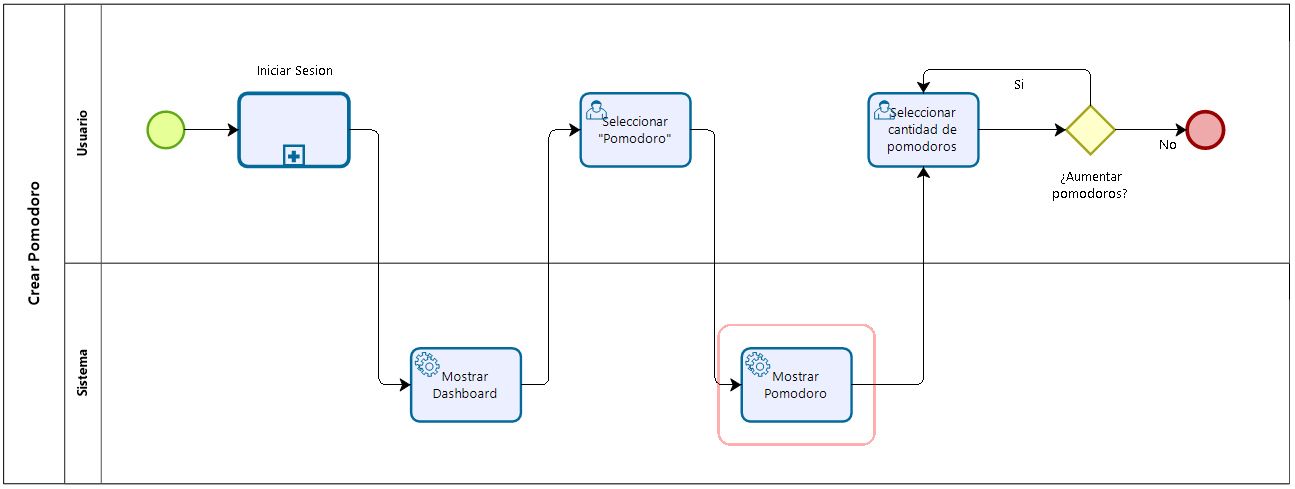 Crear Pomodoro
Usuario
Iniciar Sesion
Seleccionar
"Pomodoro"
Seleccionar
cantidad de
pomodoros
Si
No
¿Aumentar
pomodoros?
Sistema
Mostrar
Dashboard
Mostrar
Pomodoro